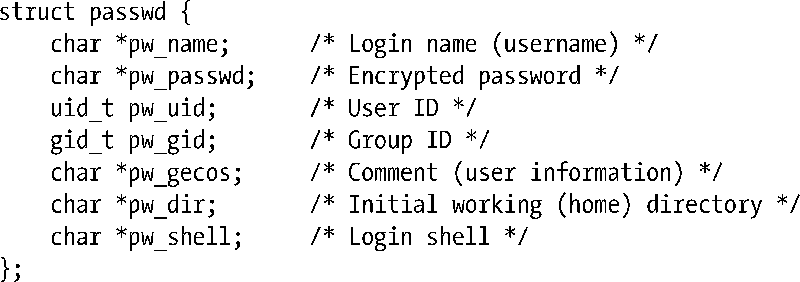 struct passwd {
    char *pw_name;      /* Login name (username) */
    char *pw_passwd;    /* Encrypted password */
    uid_t pw_uid;       /* User ID */
    gid_t pw_gid;       /* Group ID */
    char *pw_gecos;     /* Comment (user information) */
    char *pw_dir;       /* Initial working (home) directory */
    char *pw_shell;     /* Login shell */
};